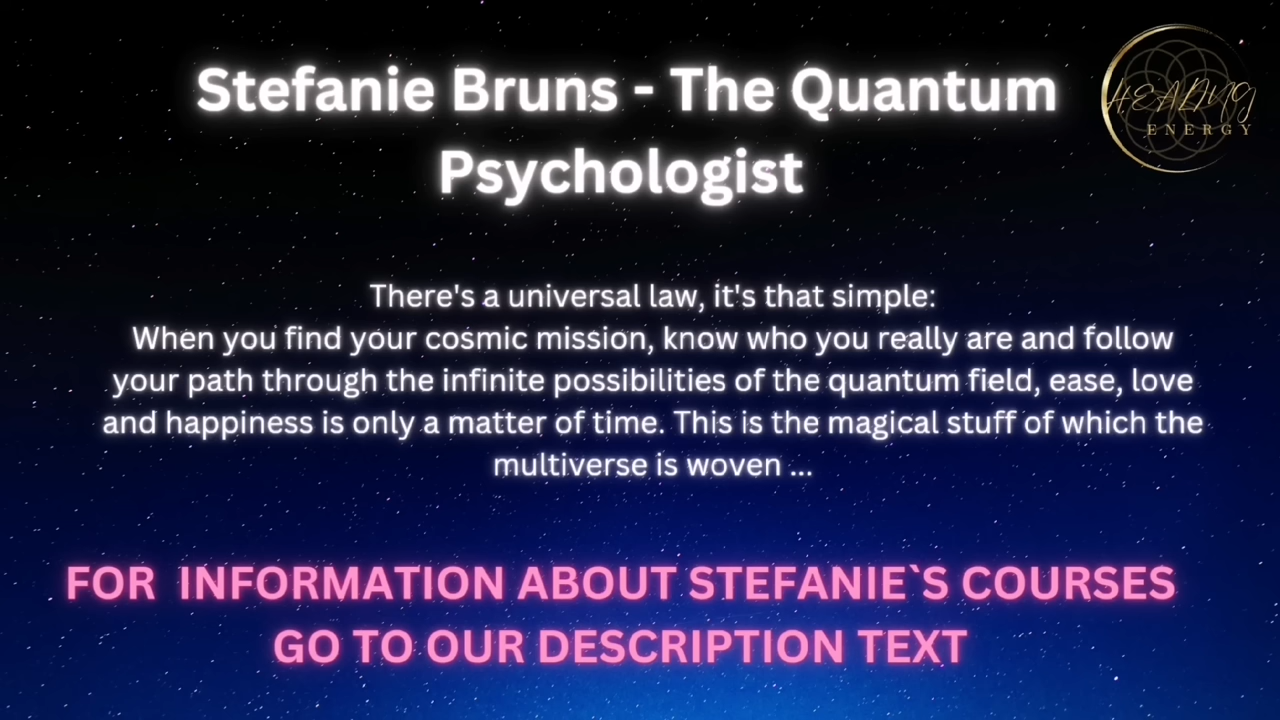 Stefanie Bruns - The Quantum
Psychologist
HEALING
ENERGY
There's a universal law, it's that simple:
When you find your cosmic mission, know who you really are and follow
your path through the infinite possibilities of the quantum field, ease, love
and happiness is only a matter of time. This is the magical stuff of which the
multiverse is woven ...
FOR  INFORMATION ABOUT STEFANIE`S COURSES
GO TO OUR DESCRIPTION TEXT